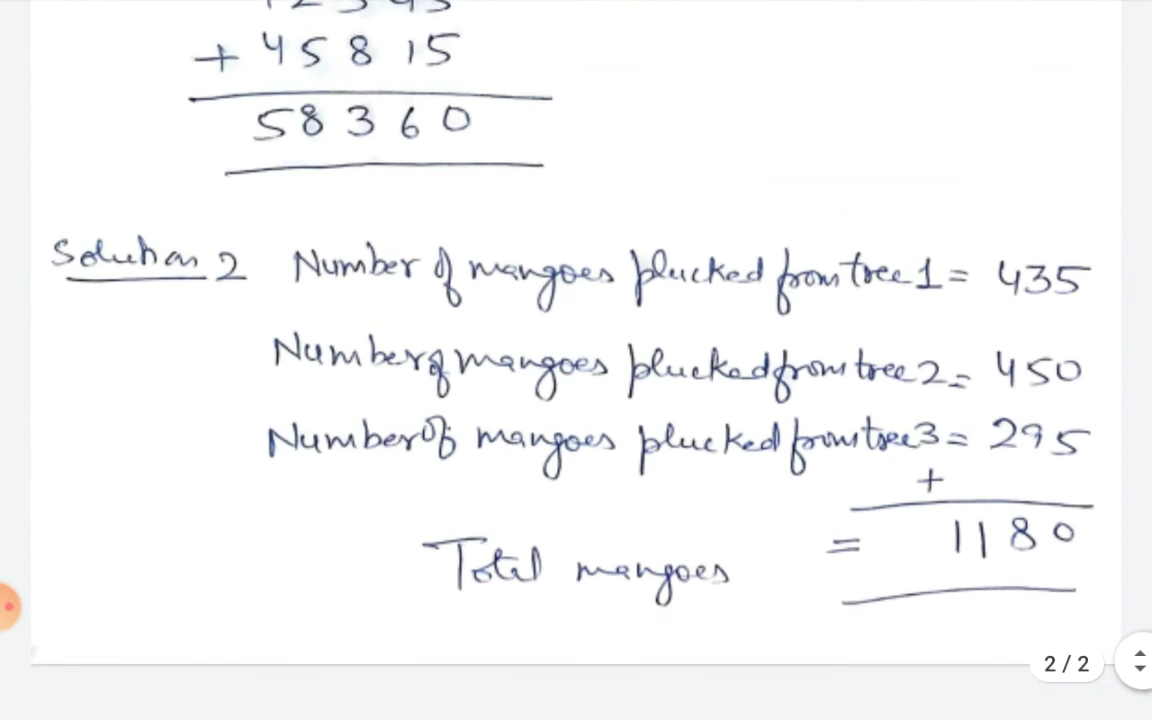 + 45815
58360
Solution 2 Number of mangoes plucked from tree 1 = 435
Number of mangoes plucked from tree 2 = 450
Number of mangoes plucked from tree 3 = 295
+
Total mangoes = 1180
2/2